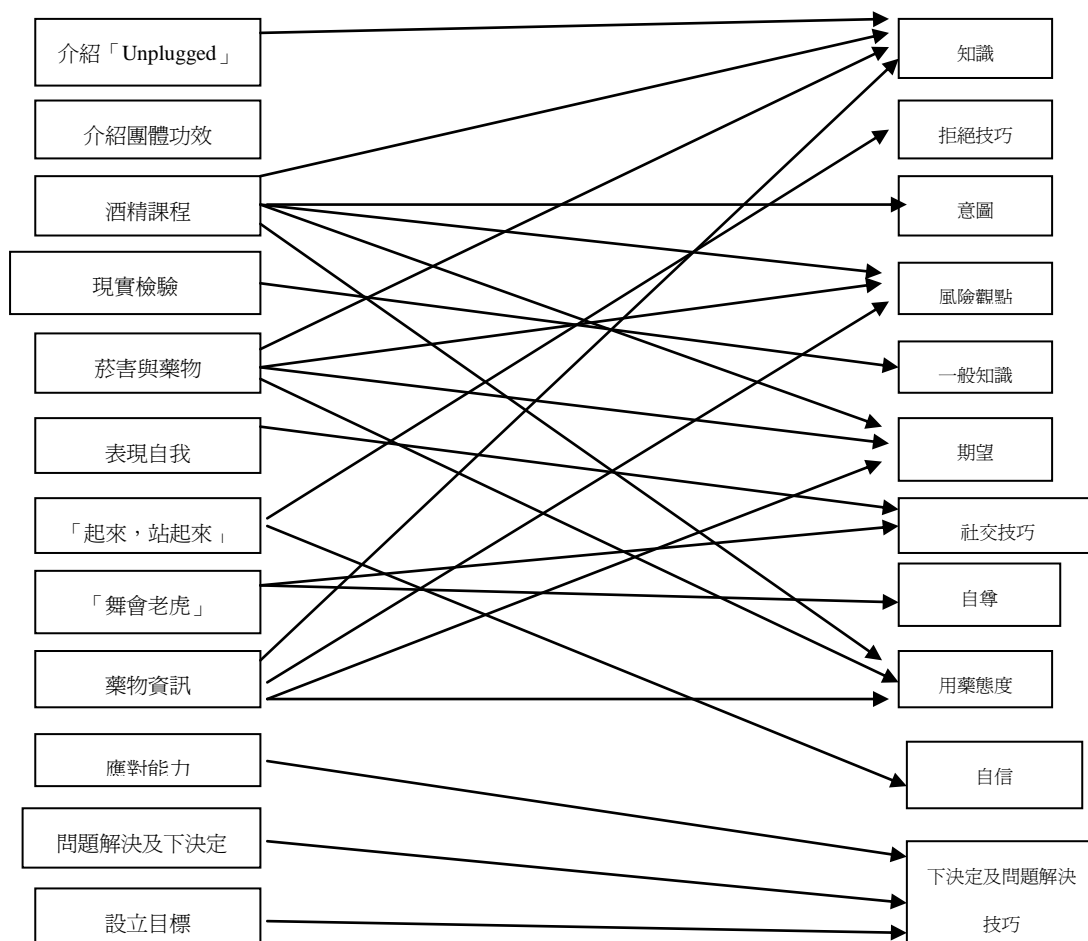 介紹「Unplugged」
介紹團體功效
酒精課程
現實檢驗
菸害與藥物
表現自我
「起來，站起來」
「舞會老虎」
藥物資訊
應對能力
問題解決及下決定
設立目標
知識
拒絕技巧
意圖
風險觀點
一般知識
期望
社交技巧
自尊
用藥態度
自信
下決定及問題解決
技巧